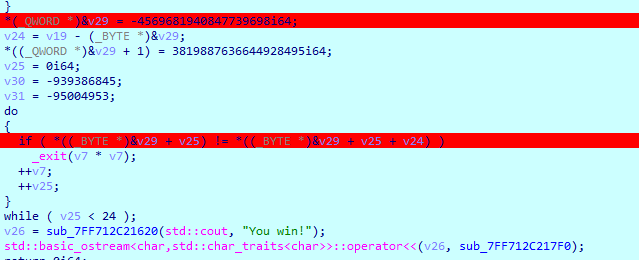 }
*(_QWORD *)&v29 = -4569681940847739698i64;
v24 = v19 - (_BYTE *)&v29;
*((_QWORD *)&v29 + 1) = 3819887636644928495i64;
v25 = 0i64;
v30 = -939386845;
v31 = -95004953;
do
{
if ( *((_BYTE *)&v29 + v25) != *((_BYTE *)&v29 + v25 + v24) )
_exit(v7 * v7);
++v7;
++v25;
}
while ( v25 < 24 );
v26 = sub_7FF712C21620(std::cout, "You win!");
std::basic_ostream<char,std::char_traits<char>>::operator<<(v26, sub_7FF712C217F0);